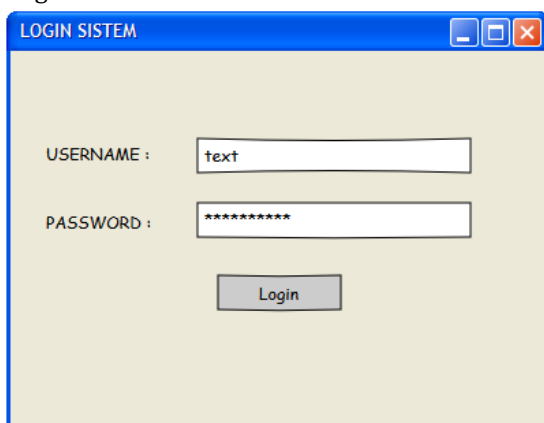 LOGIN SISTEM
USERNAME : text
PASSWORD : **********
Login